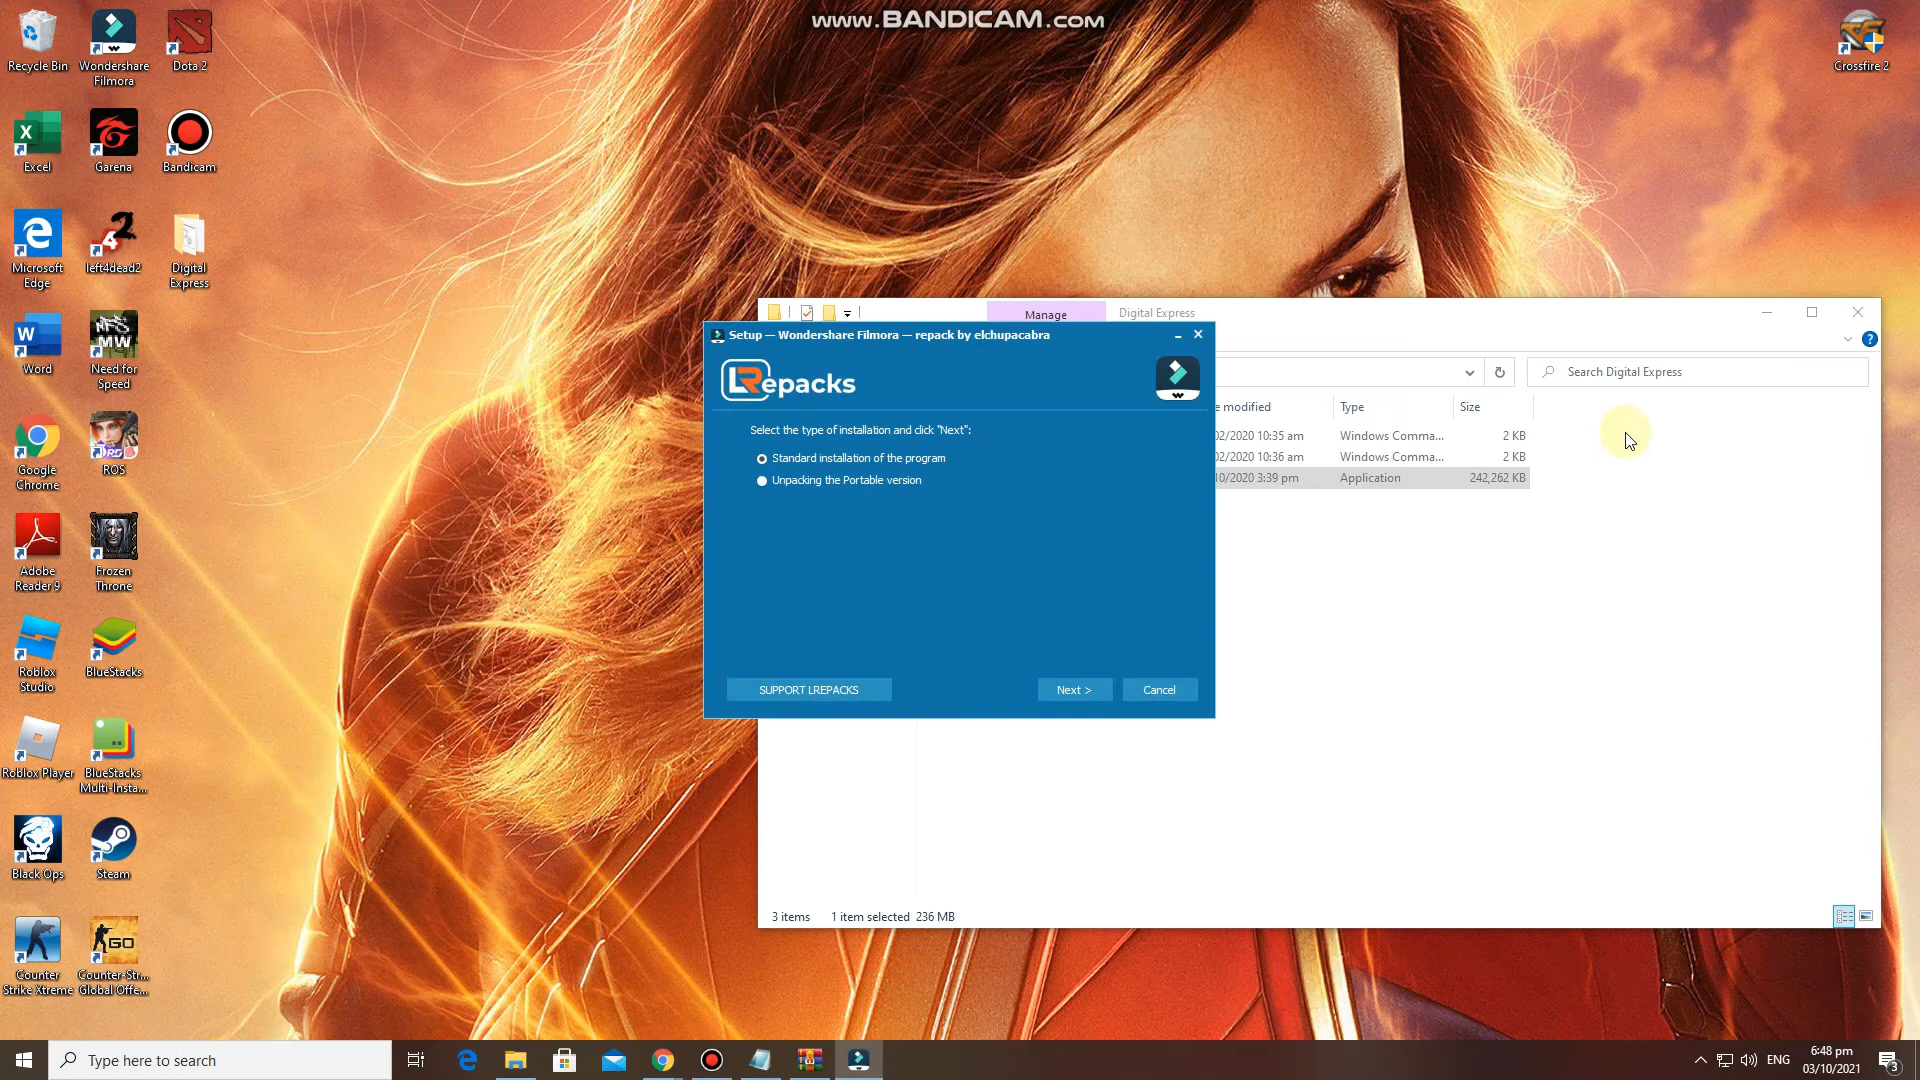 www.BANDICAM.com
Recycle Bin
Wondershare
Filmora
Dota 2
Crossfire 2
Excel
Garena
Bandicam
Microsoft
Edge
left4dead2
Digital
Express
Word
Need for
Speed
Google
Chrome
ROS
Adobe
Reader 9
Frozen
Throne
Roblox
Studio
BlueStacks
Roblox Player
BlueStacks
Multi-Insta...
Black Ops
Steam
Counter
Strike Xtreme
Counter-Str...
Global Offe...
Manage
Digital Express
Search Digital Express
e modified
Type
Size
02/2020 10:35 am
Windows Comma...
2 KB
02/2020 10:36 am
Windows Comma...
2 KB
10/2020 3:39 pm
Application
242,262 KB
Setup — Wondershare Filmora — repack by elchupacabra
LRepacks
Select the type of installation and click "Next":
Standard installation of the program
Unpacking the Portable version
SUPPORT LREPACKS
Next >
Cancel
3 items
1 item selected 236 MB
Type here to search
ENG
6:48 pm
03/10/2021
3